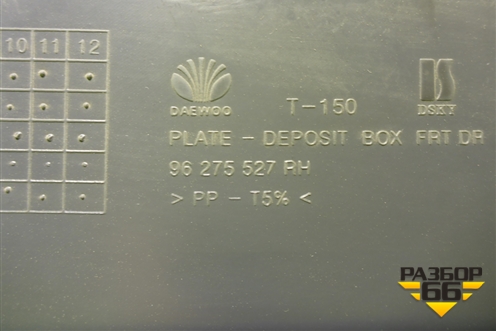 10 11 12
DAEWOO T-150 DSKY
PLATE - DEPOSIT BOX FRT DR
96 275 527 RH
> PP - T5% <
РАЗБОР
66